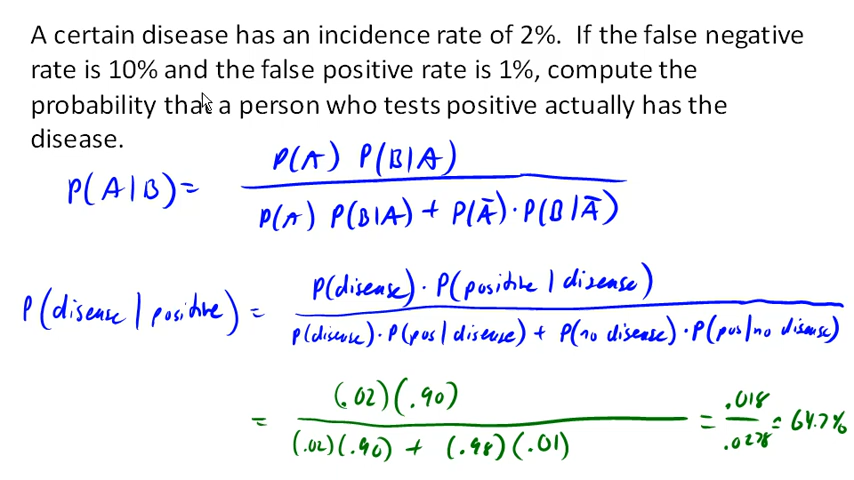 A certain disease has an incidence rate of 2%. If the false negative
rate is 10% and the false positive rate is 1%, compute the
probability that a person who tests positive actually has the
disease.
P(A|B) = P(A) P(B|A) / P(A) P(B|A) + P(Ā)·P(B|Ā)
P(disease | positive) = P(disease)·P(positive | disease) / P(disease)·P(pos | disease) + P(no disease)·P(pos|no disease)
= (.02)(.90) / (.02)(.90) + (.98)(.01) = .018 / .0278 = 64.7%